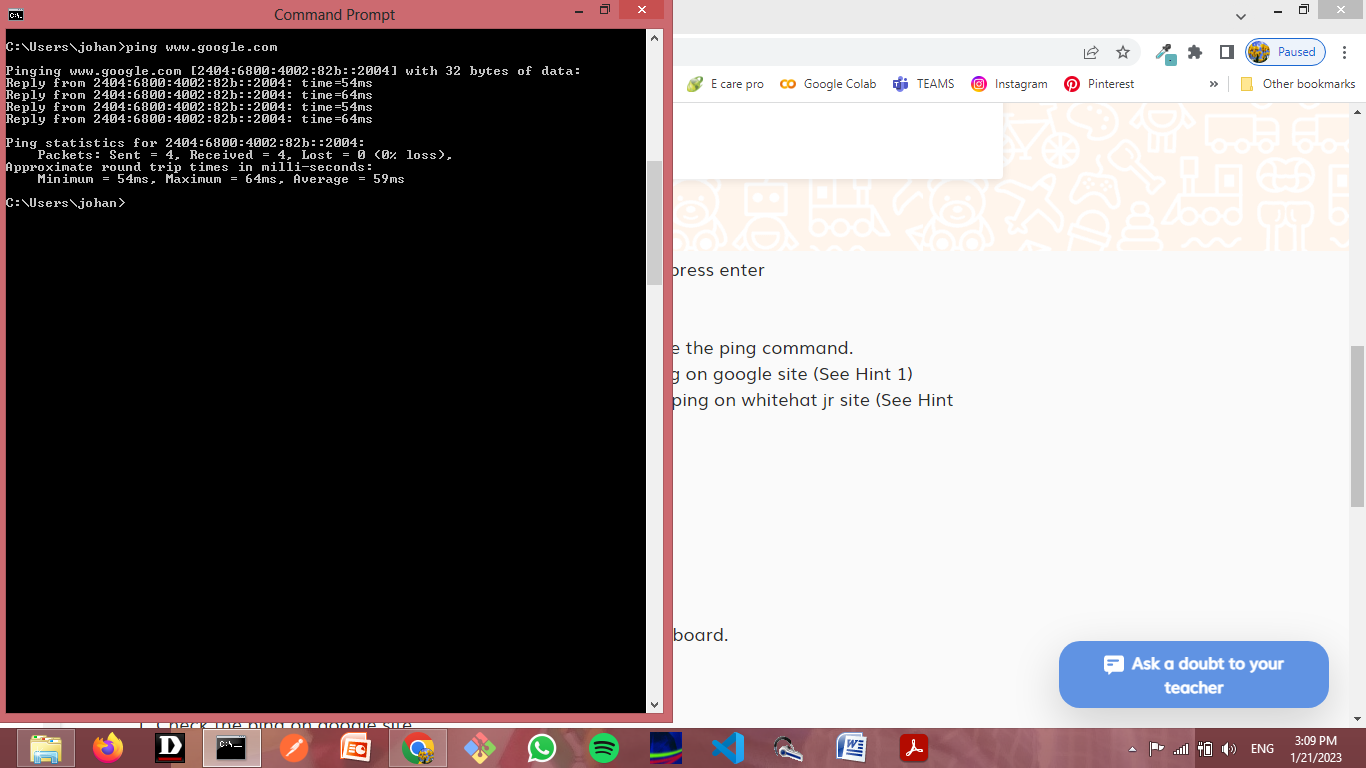 Command Prompt
C:\Users\johan>ping www.google.com
Pinging www.google.com [2404:6800:4002:82b::2004] with 32 bytes of data:
Reply from 2404:6800:4002:82b::2004: time=54ms
Reply from 2404:6800:4002:82b::2004: time=64ms
Reply from 2404:6800:4002:82b::2004: time=54ms
Reply from 2404:6800:4002:82b::2004: time=64ms
Ping statistics for 2404:6800:4002:82b::2004:
Packets: Sent = 4, Received = 4, Lost = 0 (0% loss),
Approximate round trip times in milli-seconds:
Minimum = 54ms, Maximum = 64ms, Average = 59ms
C:\Users\johan>
Paused
E care pro Google Colab TEAMS Instagram Pinterest » Other bookmarks
press enter
e the ping command.
g on google site (See Hint 1)
ping on whitehat jr site (See Hint
board.
Ask a doubt to your
teacher
1. Check the ping on google site
ENG
3:09 PM
1/21/2023